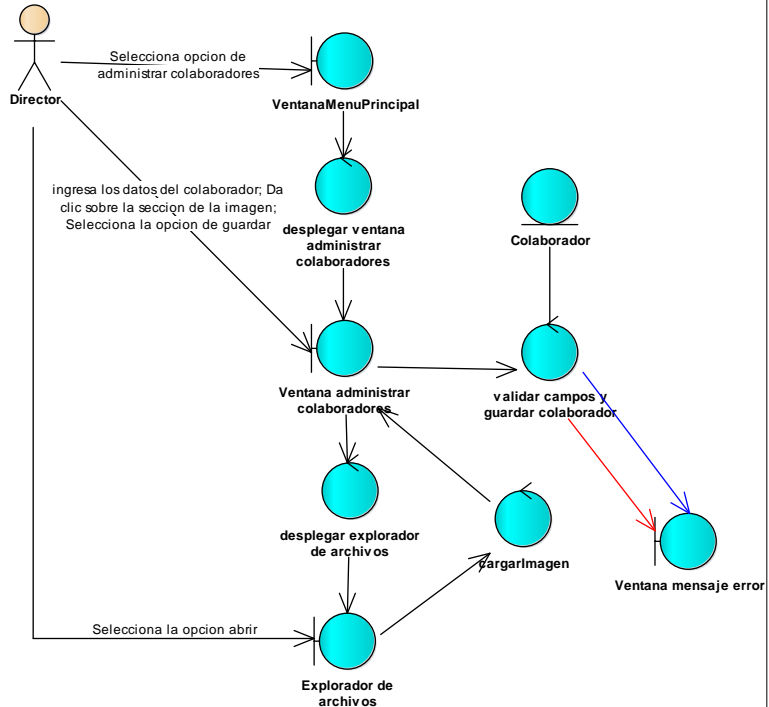 Selecciona opcion de
administrar colaboradores
Director
VentanaMenuPrincipal
ingresa los datos del colaborador; Da
clic sobre la seccion de la imagen;
Selecciona la opcion de guardar
desplegar ventana
administrar
colaboradores
Colaborador
Ventana administrar
colaboradores
validar campos y
guardar colaborador
desplegar explorador
de archivos
cargarImagen
Ventana mensaje error
Selecciona la opcion abrir
Explorador de
archivos